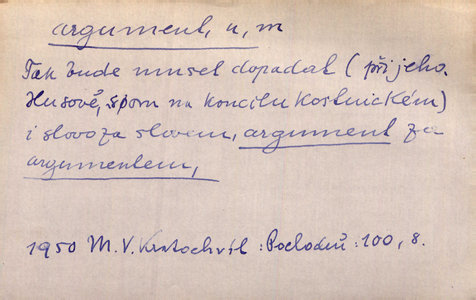 argument, u, m
Tak bude muset dopadat (při jeho,
Husově, sporu na koncilu Kostnickém)
i slovo za slovem, argument za
argumentem,
1950 M. V. Kratochvíl: Pochodeň: 100, 8.